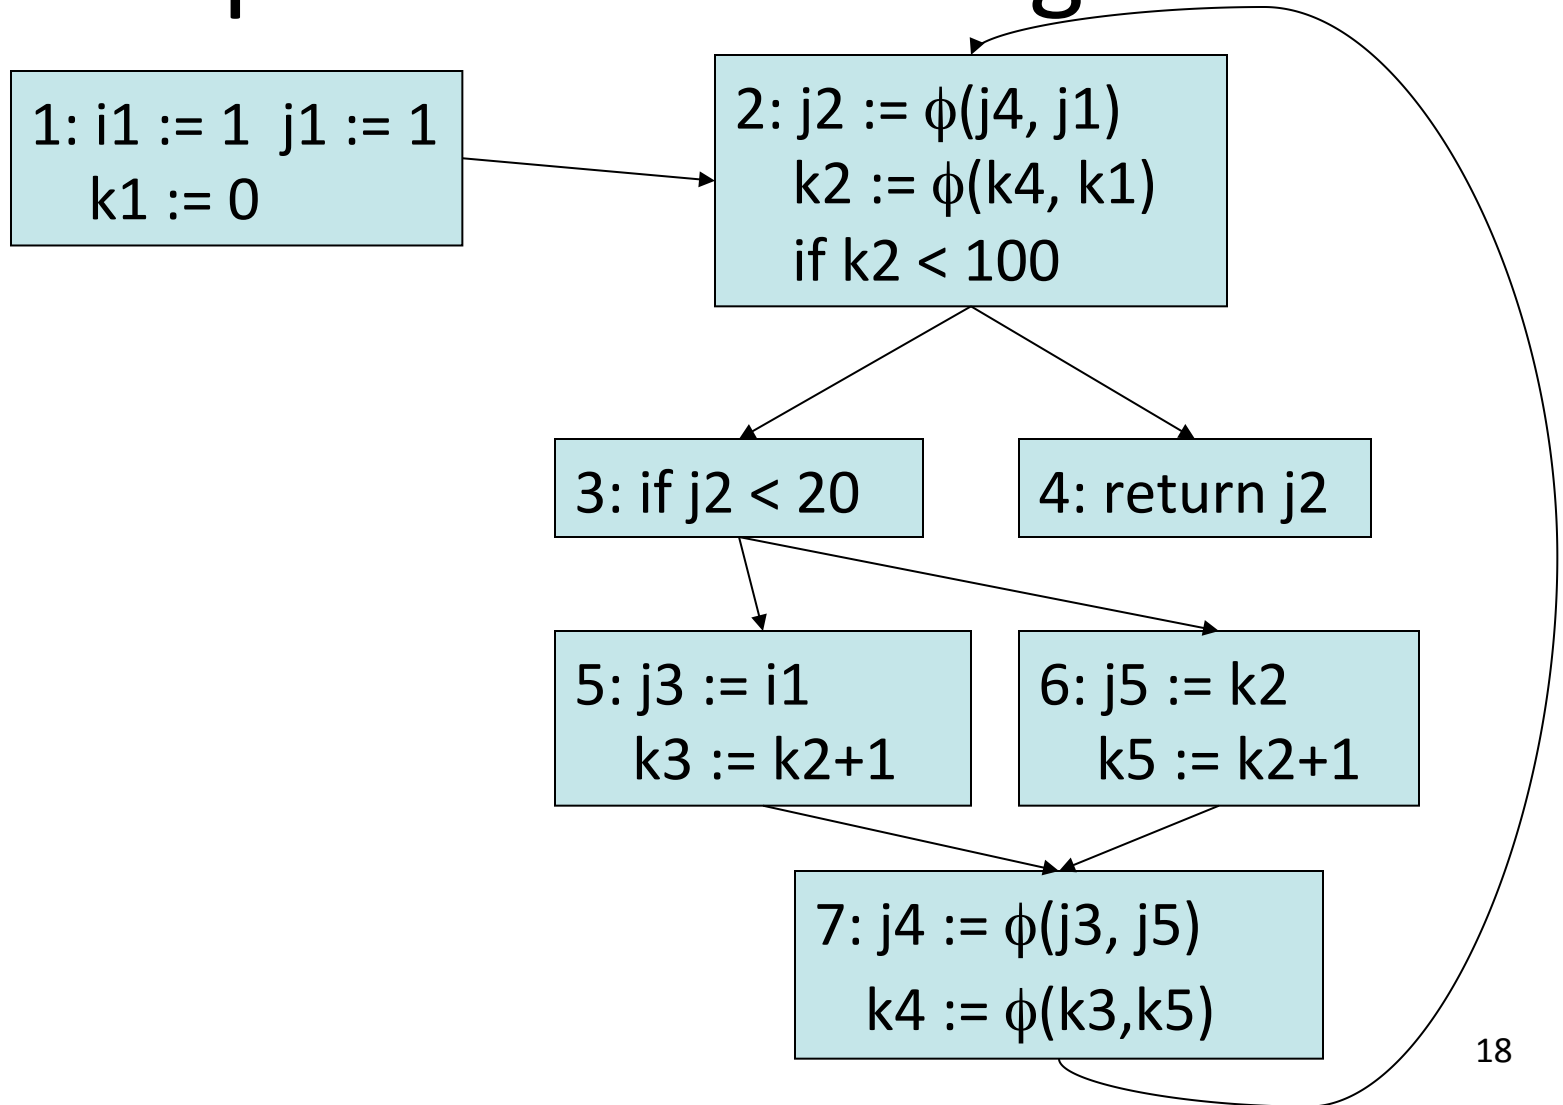 1: i1 := 1 j1 := 1
k1 := 0
2: j2 := ϕ(j4, j1)
k2 := ϕ(k4, k1)
if k2 < 100
3: if j2 < 20
4: return j2
5: j3 := i1
k3 := k2+1
6: j5 := k2
k5 := k2+1
7: j4 := ϕ(j3, j5)
k4 := ϕ(k3,k5)
18